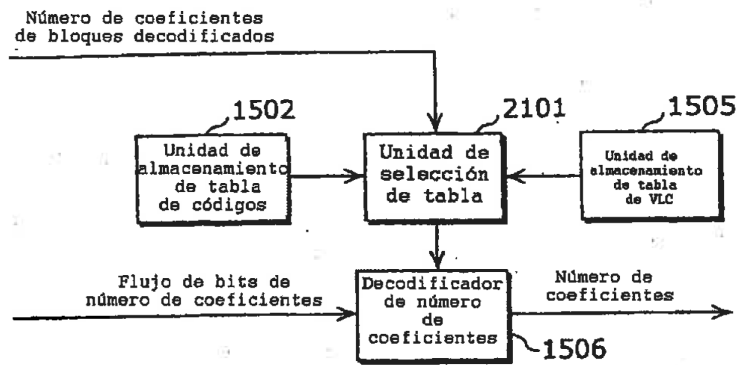 Número de coeficientes
de bloques decodificados
1502
2101
1505
Unidad de
almacenamiento
de tabla
de códigos
Unidad de
selección
de tabla
Unidad de
almacenamiento
de tabla
de VLC
Flujo de bits de
número de coeficientes
Decodificador
de número
de
coeficientes
Número de
coeficientes
1506